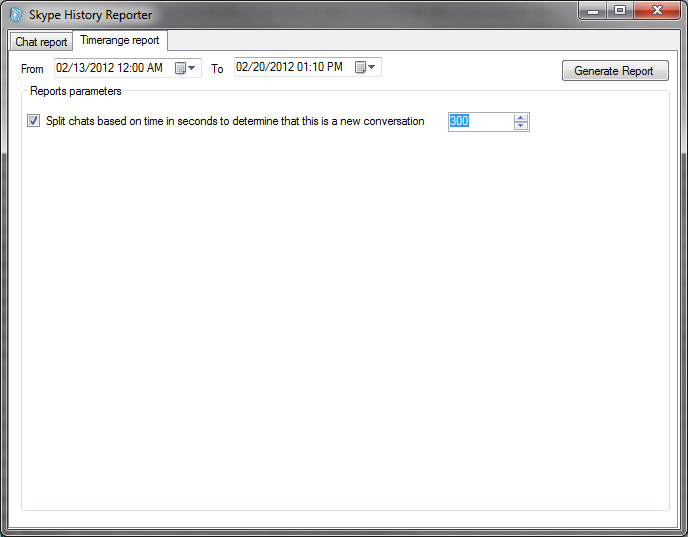 Skype History Reporter
Chat report Timerange report
From 02/13/2012 12:00 AM To 02/20/2012 01:10 PM Generate Report
Reports parameters
Split chats based on time in seconds to determine that this is a new conversation 300